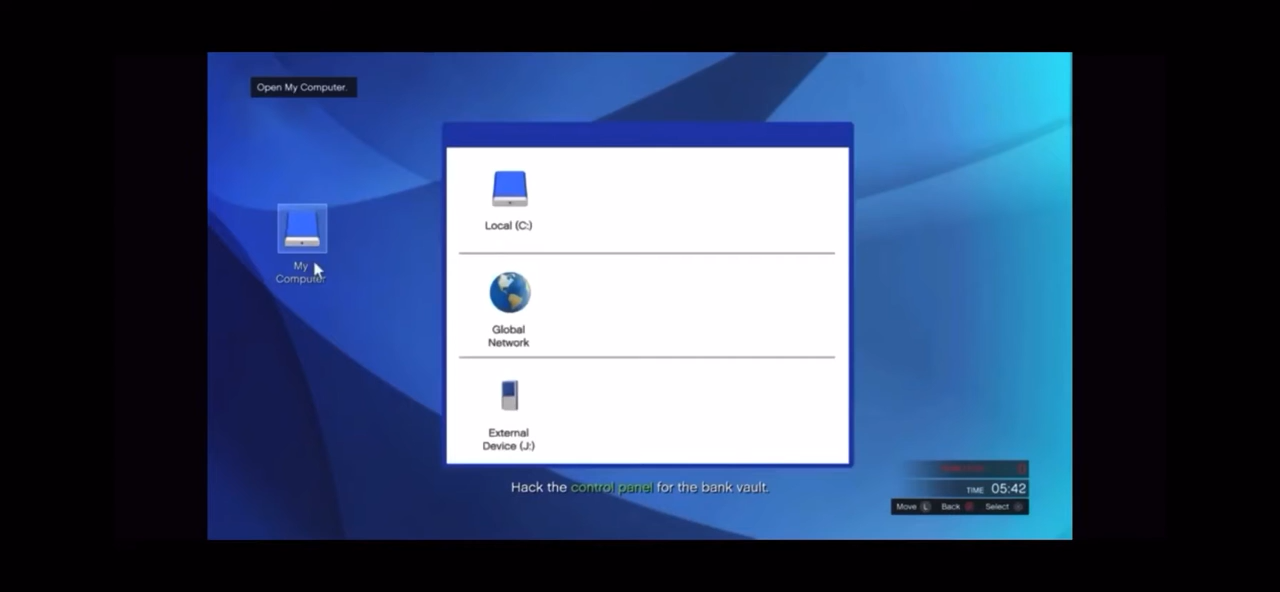 Open My Computer.
Local (C:)
My
Computer
Global
Network
External
Device (J:)
Hack the control panel for the bank vault.
TIME 05:42
Move L Back Select